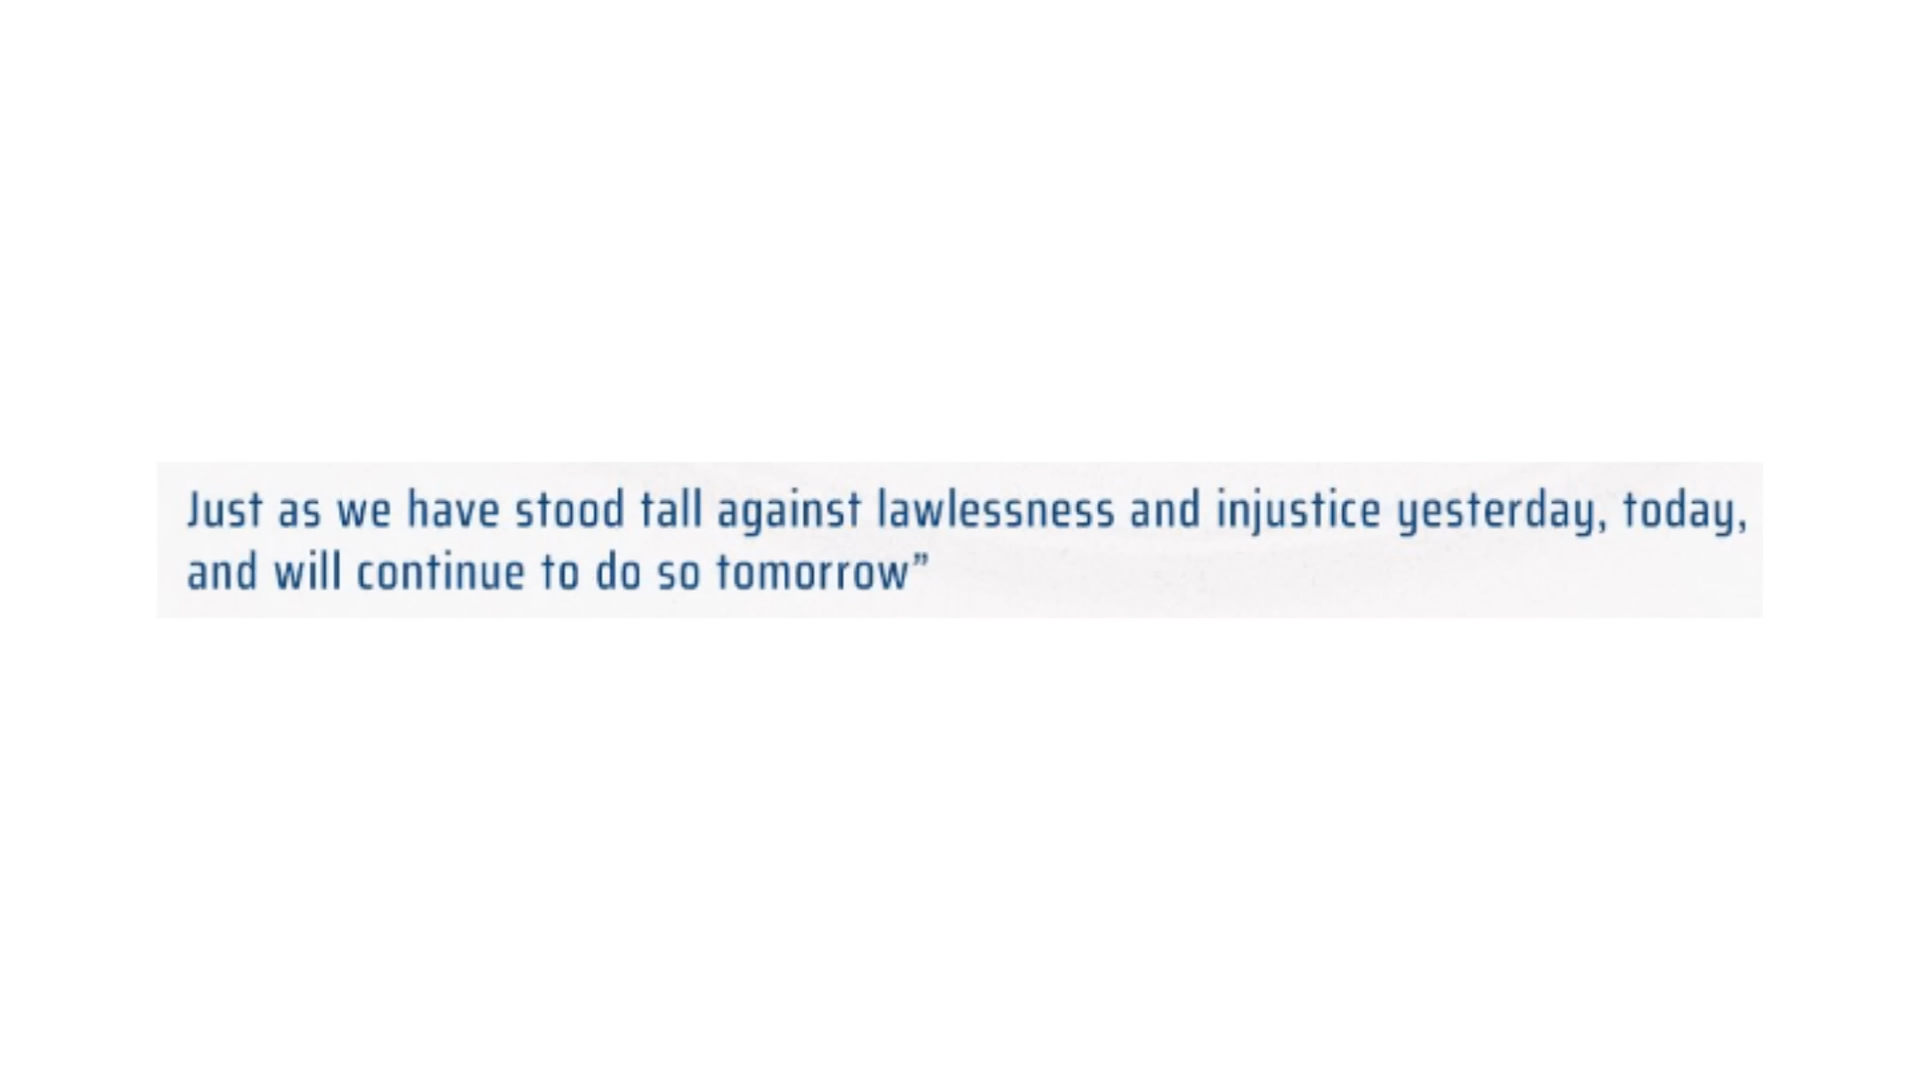 Just as we have stood tall against lawlessness and injustice yesterday, today,
and will continue to do so tomorrow”